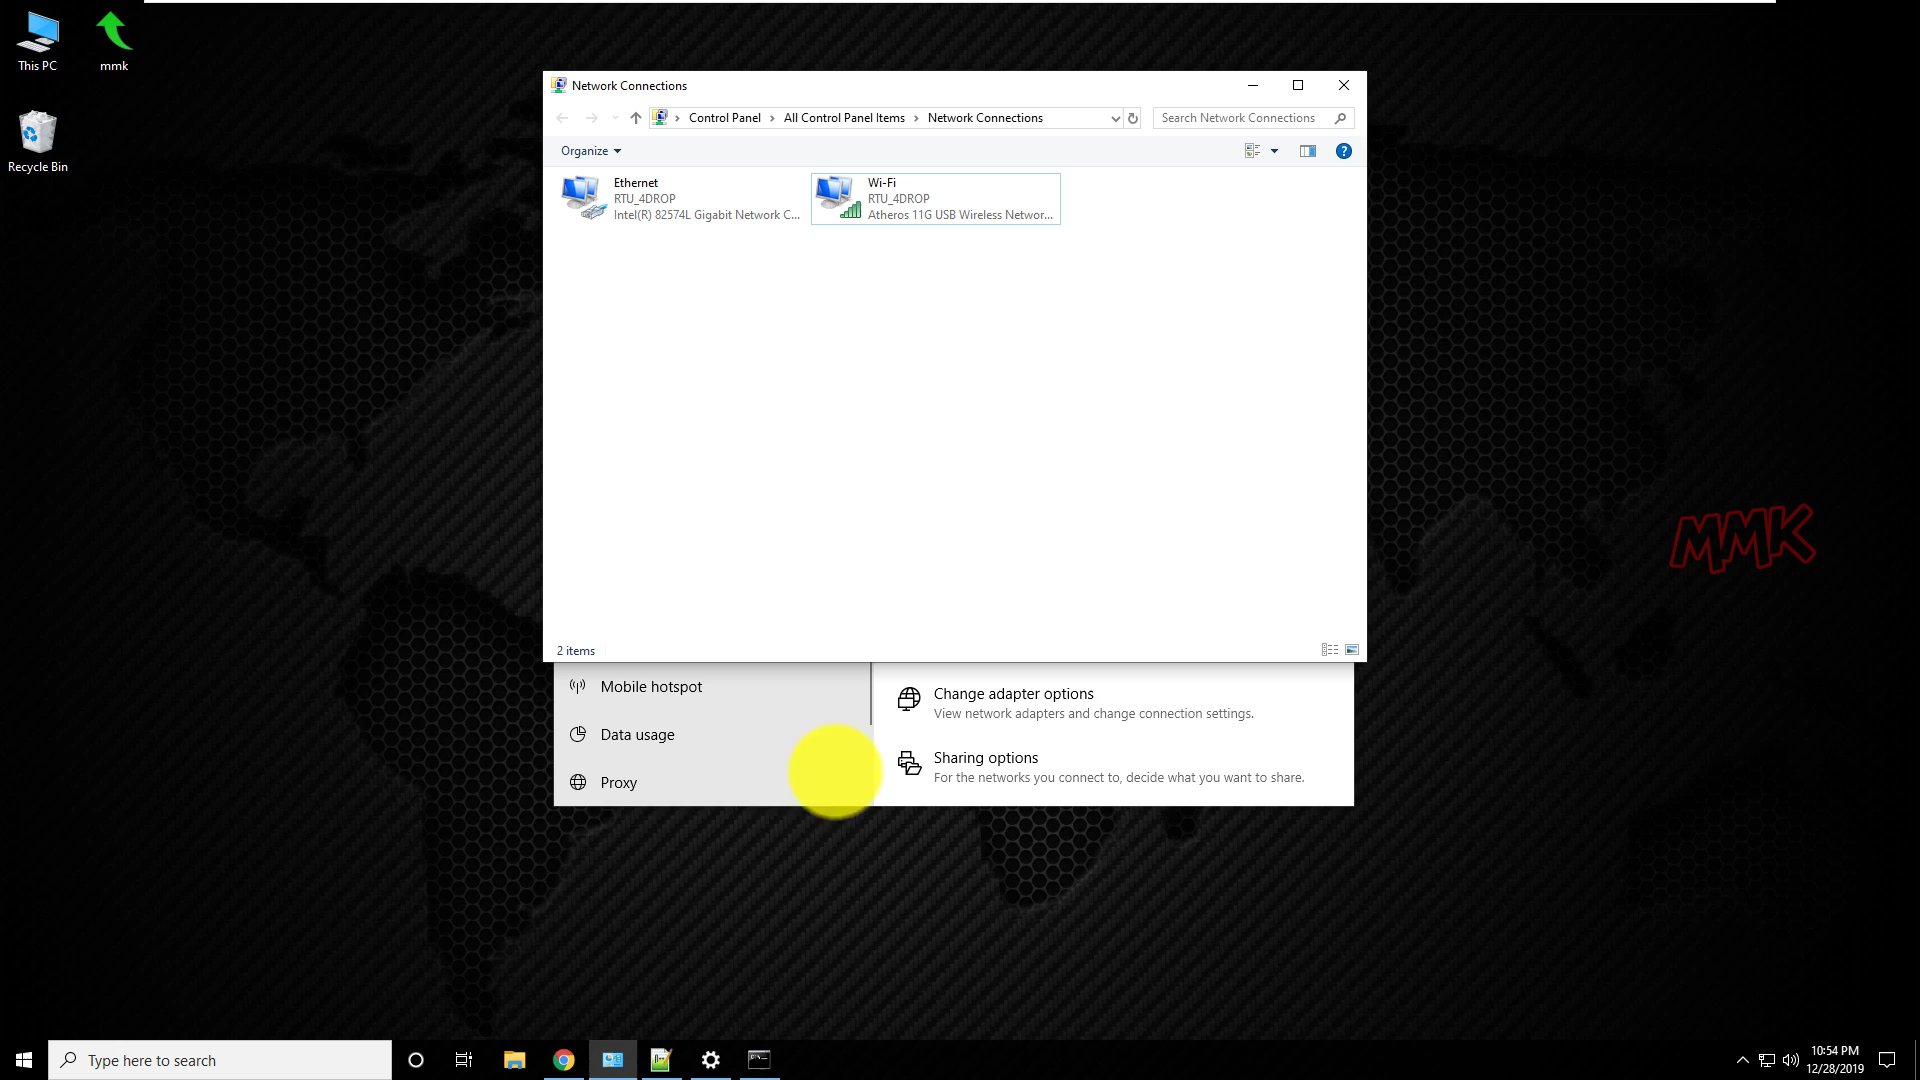 This PC
mmk
Recycle Bin
Network Connections
Control Panel
All Control Panel Items
Network Connections
Search Network Connections
Organize
Ethernet
RTU_4DROP
Intel(R) 82574L Gigabit Network C...
Wi-Fi
RTU_4DROP
Atheros 11G USB Wireless Networ...
MMK
2 items
Mobile hotspot
Data usage
Proxy
Change adapter options
View network adapters and change connection settings.
Sharing options
For the networks you connect to, decide what you want to share.
Type here to search
10:54 PM
12/28/2019